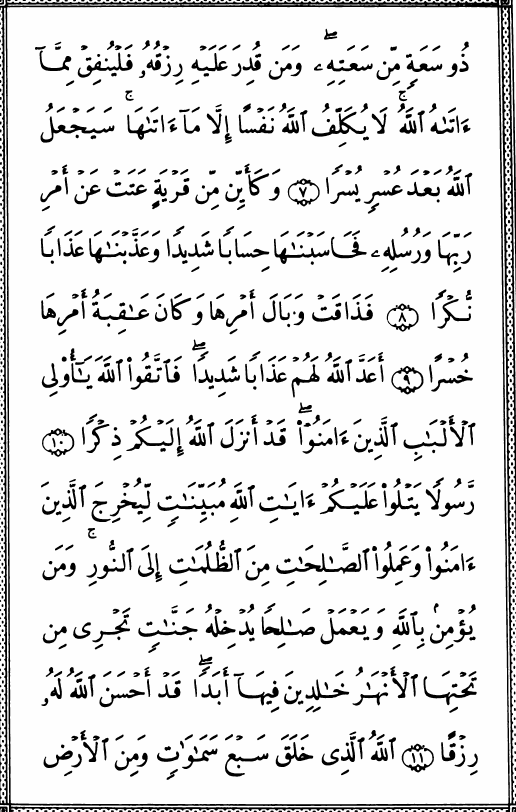 ذُو سَعَةٍ مِّن سَعَتِهِۦۖ وَمَن قُدِرَ عَلَيْهِ رِزْقُهُۥ فَلْيُنفِقْ مِمَّآ
ءَاتَىٰهُ ٱللَّهُۚ لَا يُكَلِّفُ ٱللَّهُ نَفْسًا إِلَّا مَآ ءَاتَىٰهَاۚ سَيَجْعَلُ
ٱللَّهُ بَعْدَ عُسْرٍ يُسْرًا ٧ وَكَأَيِّن مِّن قَرْيَةٍ عَتَتْ عَنْ أَمْرِ
رَبِّهَا وَرُسُلِهِۦ فَحَاسَبْنَٰهَا حِسَابًا شَدِيدًا وَعَذَّبْنَٰهَا عَذَابًا
نُّكْرًا ٨ فَذَاقَتْ وَبَالَ أَمْرِهَا وَكَانَ عَٰقِبَةُ أَمْرِهَا
خُسْرًا ٩ أَعَدَّ ٱللَّهُ لَهُمْ عَذَابًا شَدِيدًاۖ فَٱتَّقُوا۟ ٱللَّهَ يَٰٓأُو۟لِى
ٱلْأَلْبَٰبِ ٱلَّذِينَ ءَامَنُوا۟ۖ قَدْ أَنزَلَ ٱللَّهُ إِلَيْكُمْ ذِكْرًا ١٠
رَّسُولًا يَتْلُوا۟ عَلَيْكُمْ ءَايَٰتِ ٱللَّهِ مُبَيِّنَٰتٍ لِّيُخْرِجَ ٱلَّذِينَ
ءَامَنُوا۟ وَعَمِلُوا۟ ٱلصَّٰلِحَٰتِ مِنَ ٱلظُّلُمَٰتِ إِلَى ٱلنُّورِۚ وَمَن
يُؤْمِنۢ بِٱللَّهِ وَيَعْمَلْ صَٰلِحًا يُدْخِلْهُ جَنَّٰتٍ تَجْرِى مِن
تَحْتِهَا ٱلْأَنْهَٰرُ خَٰلِدِينَ فِيهَآ أَبَدًاۖ قَدْ أَحْسَنَ ٱللَّهُ لَهُۥ
رِزْقًا ١١ ٱللَّهُ ٱلَّذِى خَلَقَ سَبْعَ سَمَٰوَٰتٍ وَمِنَ ٱلْأَرْضِ